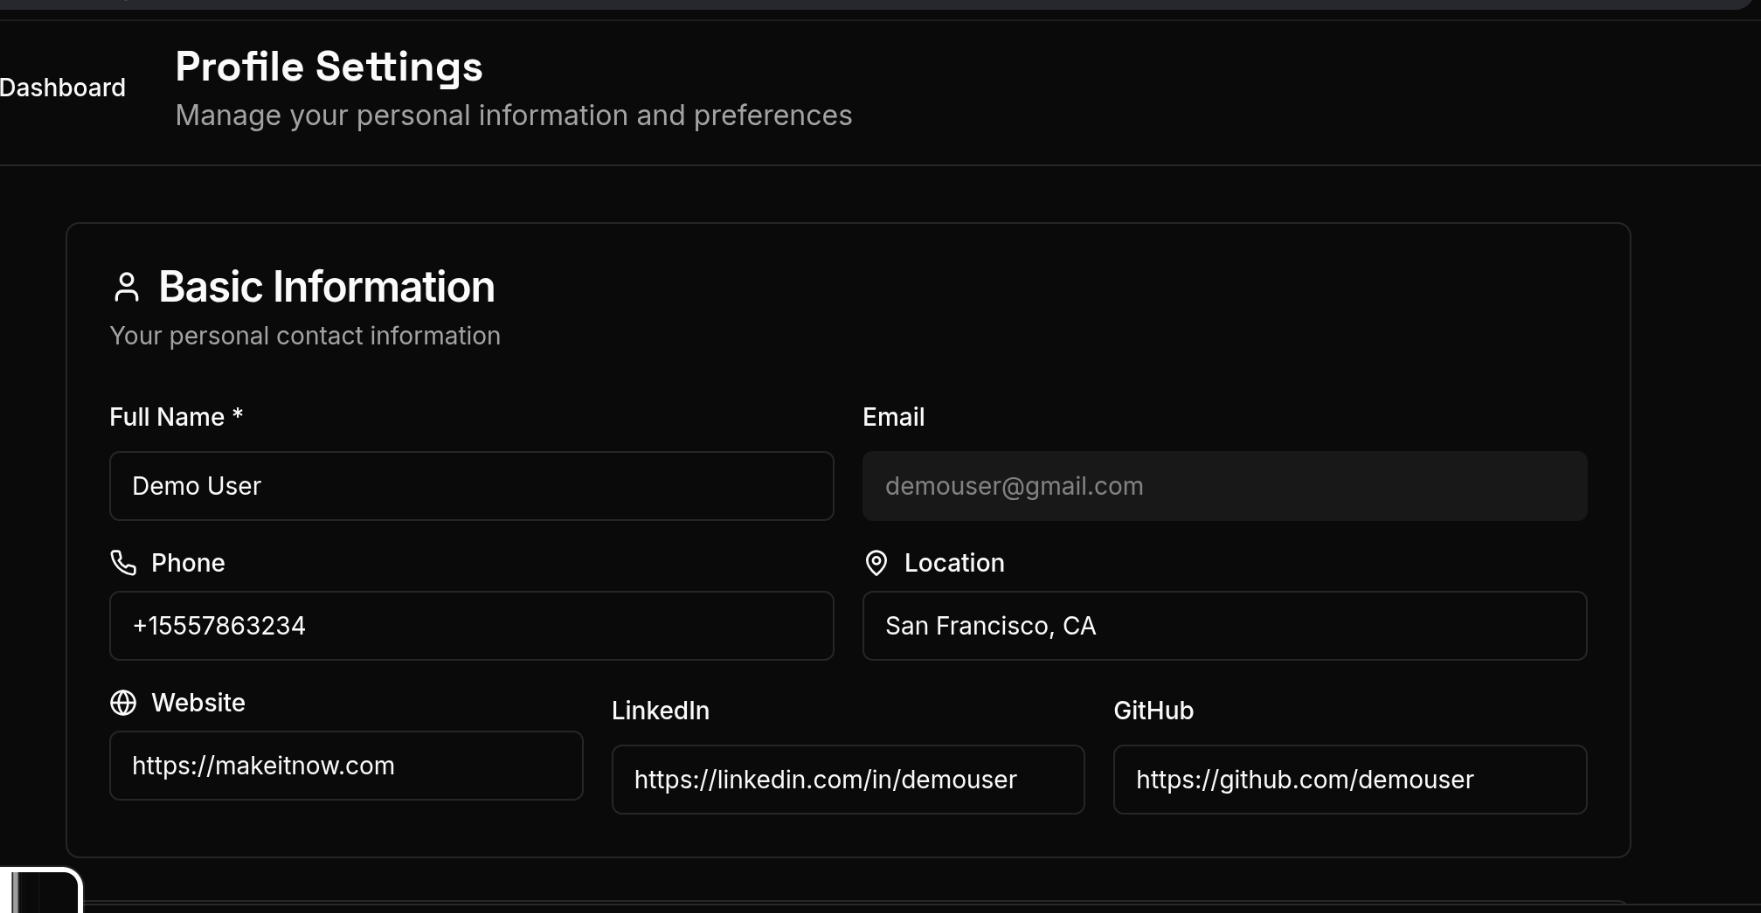 Dashboard
Profile Settings
Manage your personal information and preferences
Basic Information
Your personal contact information
Full Name *
Email
Demo User
demouser@gmail.com
Phone
Location
+15557863234
San Francisco, CA
Website
LinkedIn
GitHub
https://makeitnow.com
https://linkedin.com/in/demouser
https://github.com/demouser